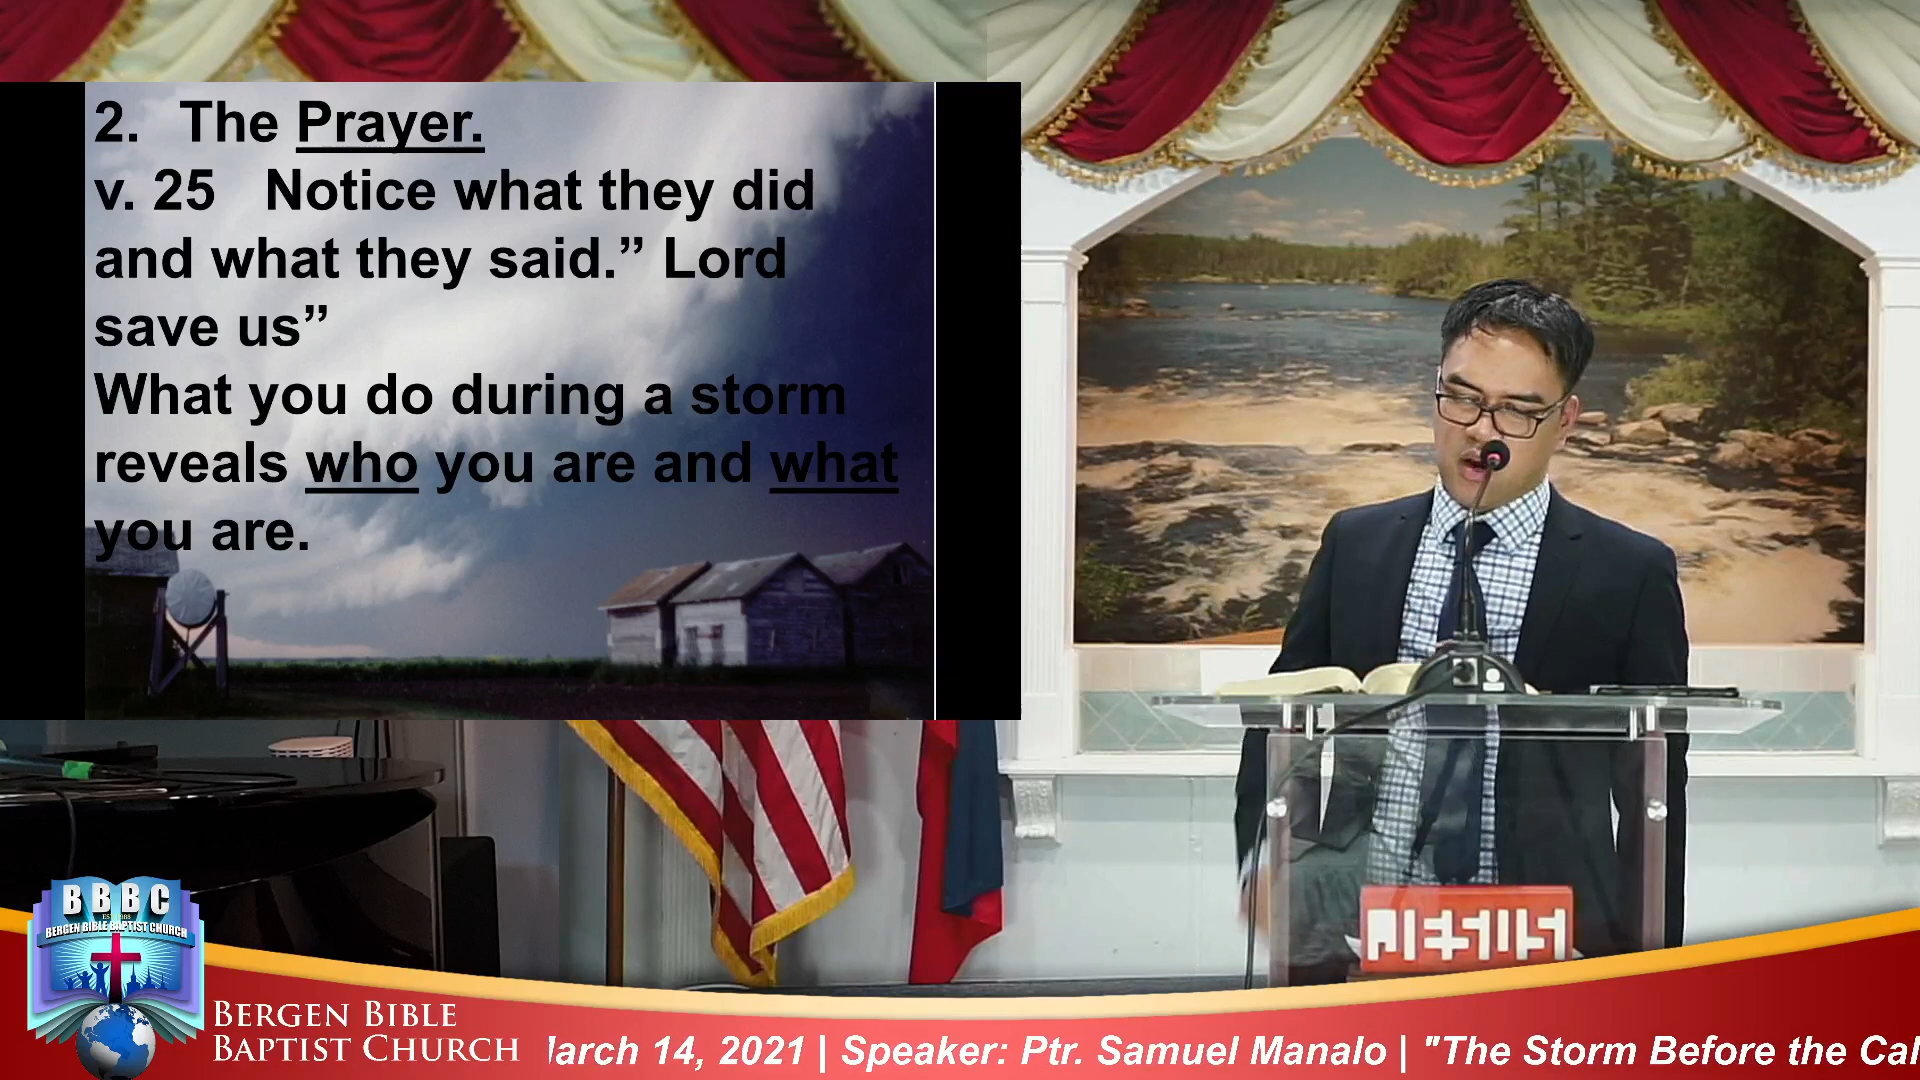 2. The Prayer.
v. 25 Notice what they did
and what they said.” Lord
save us”
What you do during a storm
reveals who you are and what
you are.
B B B C
BERGEN BIBLE BAPTIST CHURCH
BERGEN BIBLE
BAPTIST CHURCH
arch 14, 2021 | Speaker: Ptr. Samuel Manalo | "The Storm Before the Cal